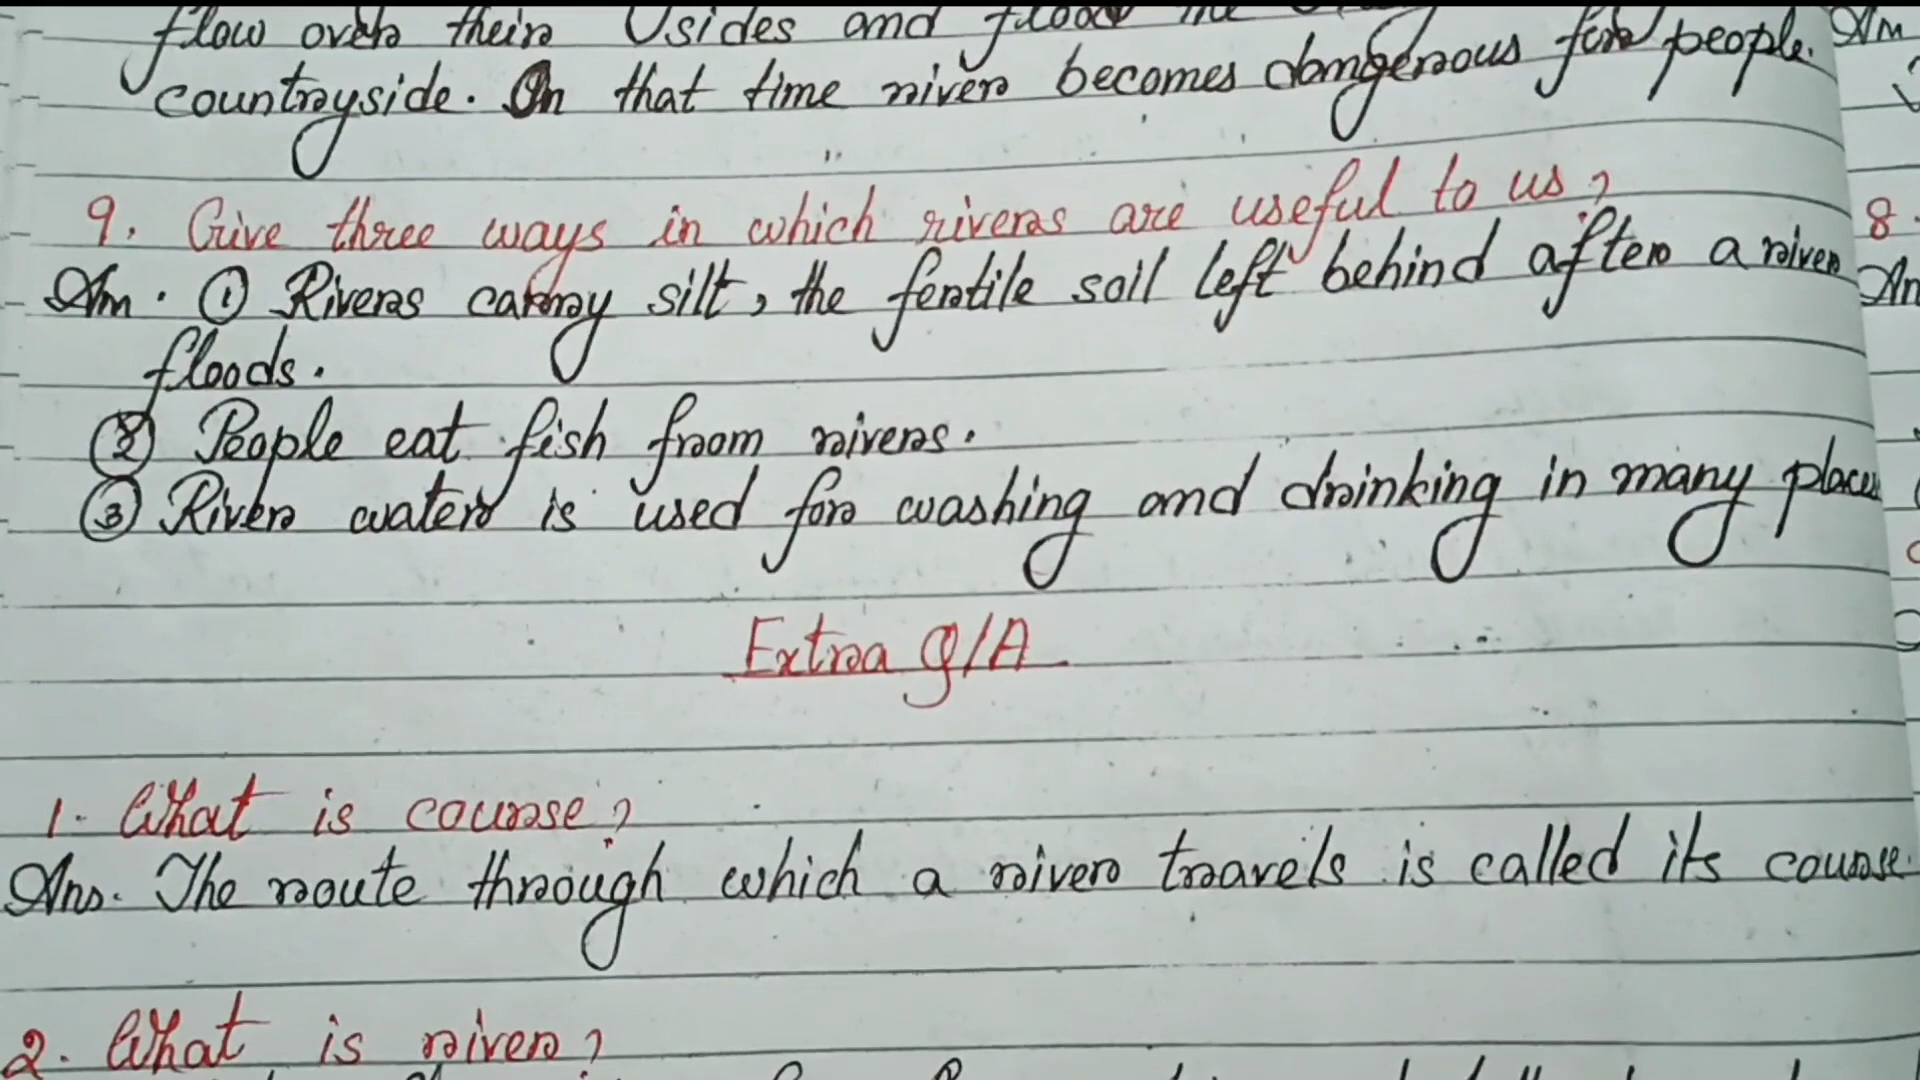 flow over their sides and flood the
countryside. On that time river becomes dangerous for people.
9. Give three ways in which rivers are useful to us?
Ans. ① Rivers carry silt, the fertile soil left behind after a river
floods.
② People eat fish from rivers.
③ River water is used for washing and drinking in many places
Extra Q/A
1. What is course?
Ans. The route through which a river travels is called its course.
2. What is river?
8.
An